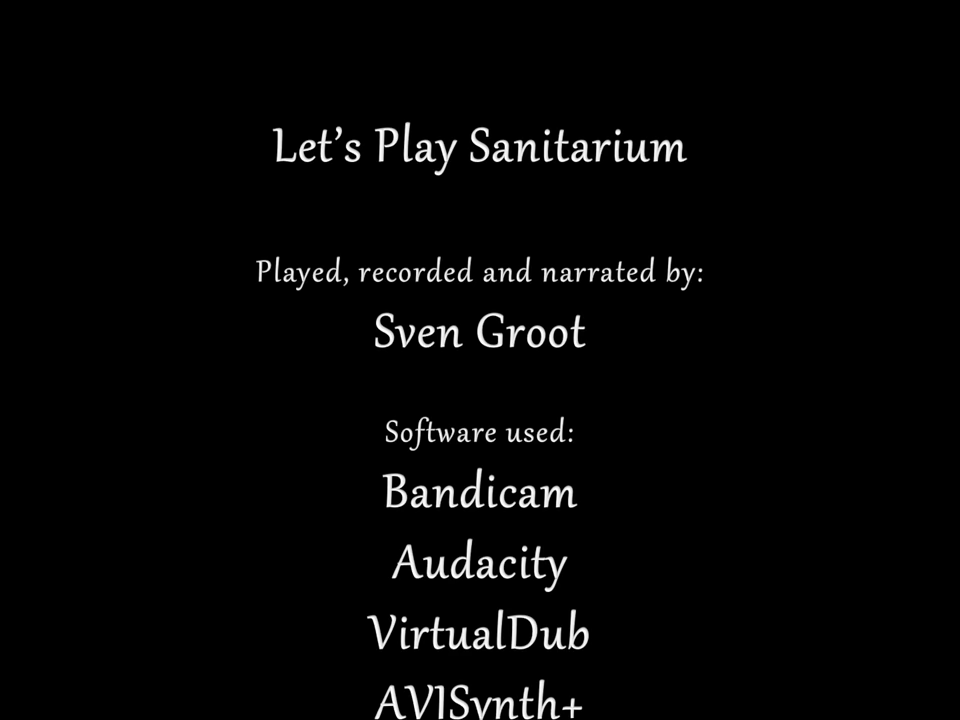 Let’s Play Sanitarium
Played, recorded and narrated by:
Sven Groot
Software used:
Bandicam
Audacity
VirtualDub
AVISynth+